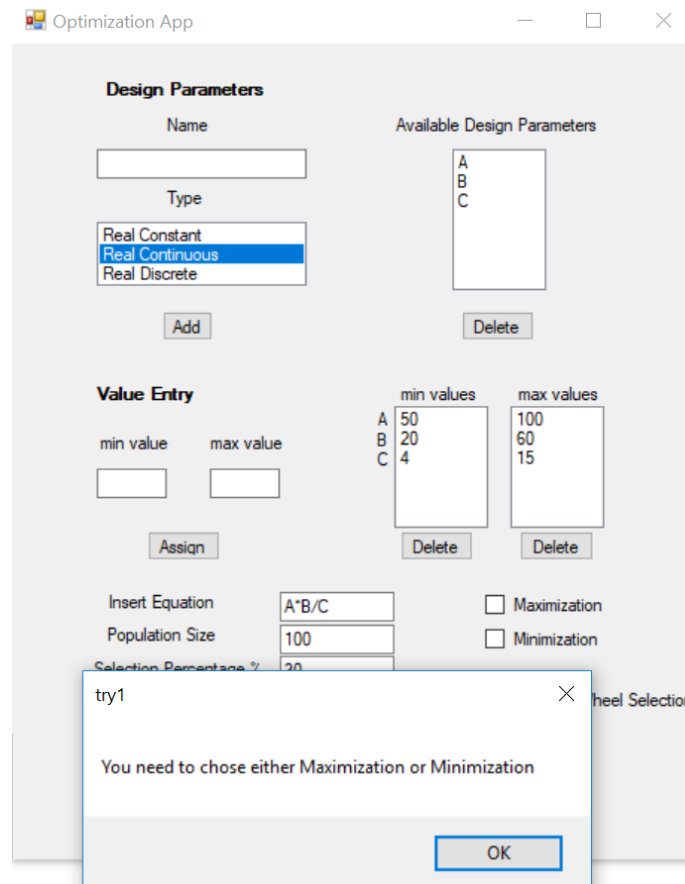 Optimization App
Design Parameters
Name
Available Design Parameters
A
B
C
Type
Real Constant
Real Continuous
Real Discrete
Add
Delete
Value Entry
min values max values
A 50 100
B 20 60
C 4 15
min value max value
Assign
Delete Delete
Insert Equation A*B/C
Maximization
Population Size 100
Minimization
Selection Percentage % 30
heel Selection
try1
You need to chose either Maximization or Minimization
OK